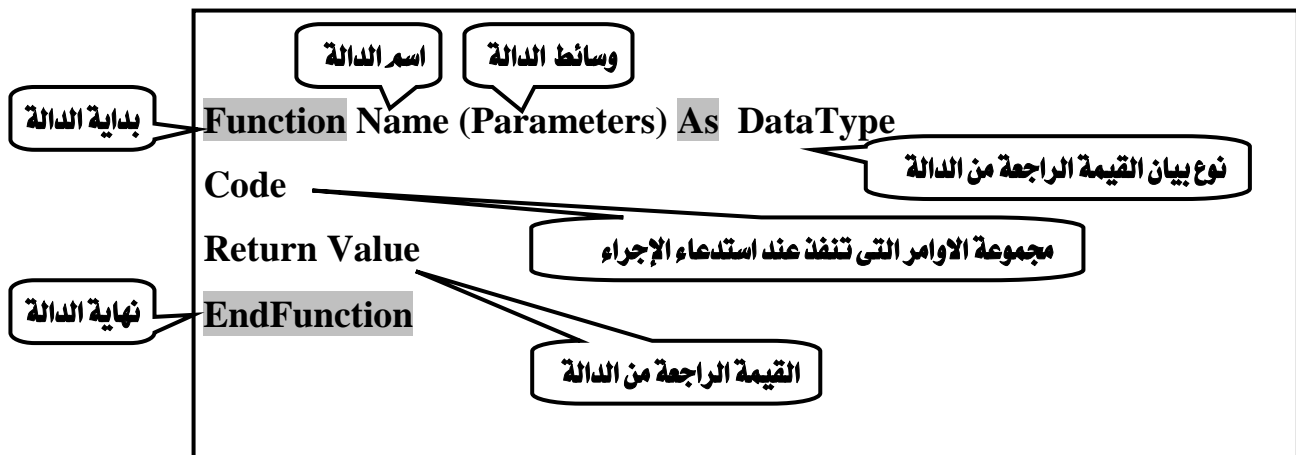 اسم الدالة
وسائط الدالة
بداية الدالة
Function Name (Parameters) As DataType
نوع بيان القيمة الراجعة من الدالة
Code
مجموعة الاوامر التى تنفذ عند استدعاء الإجراء
Return Value
نهاية الدالة
EndFunction
القيمة الراجعة من الدالة